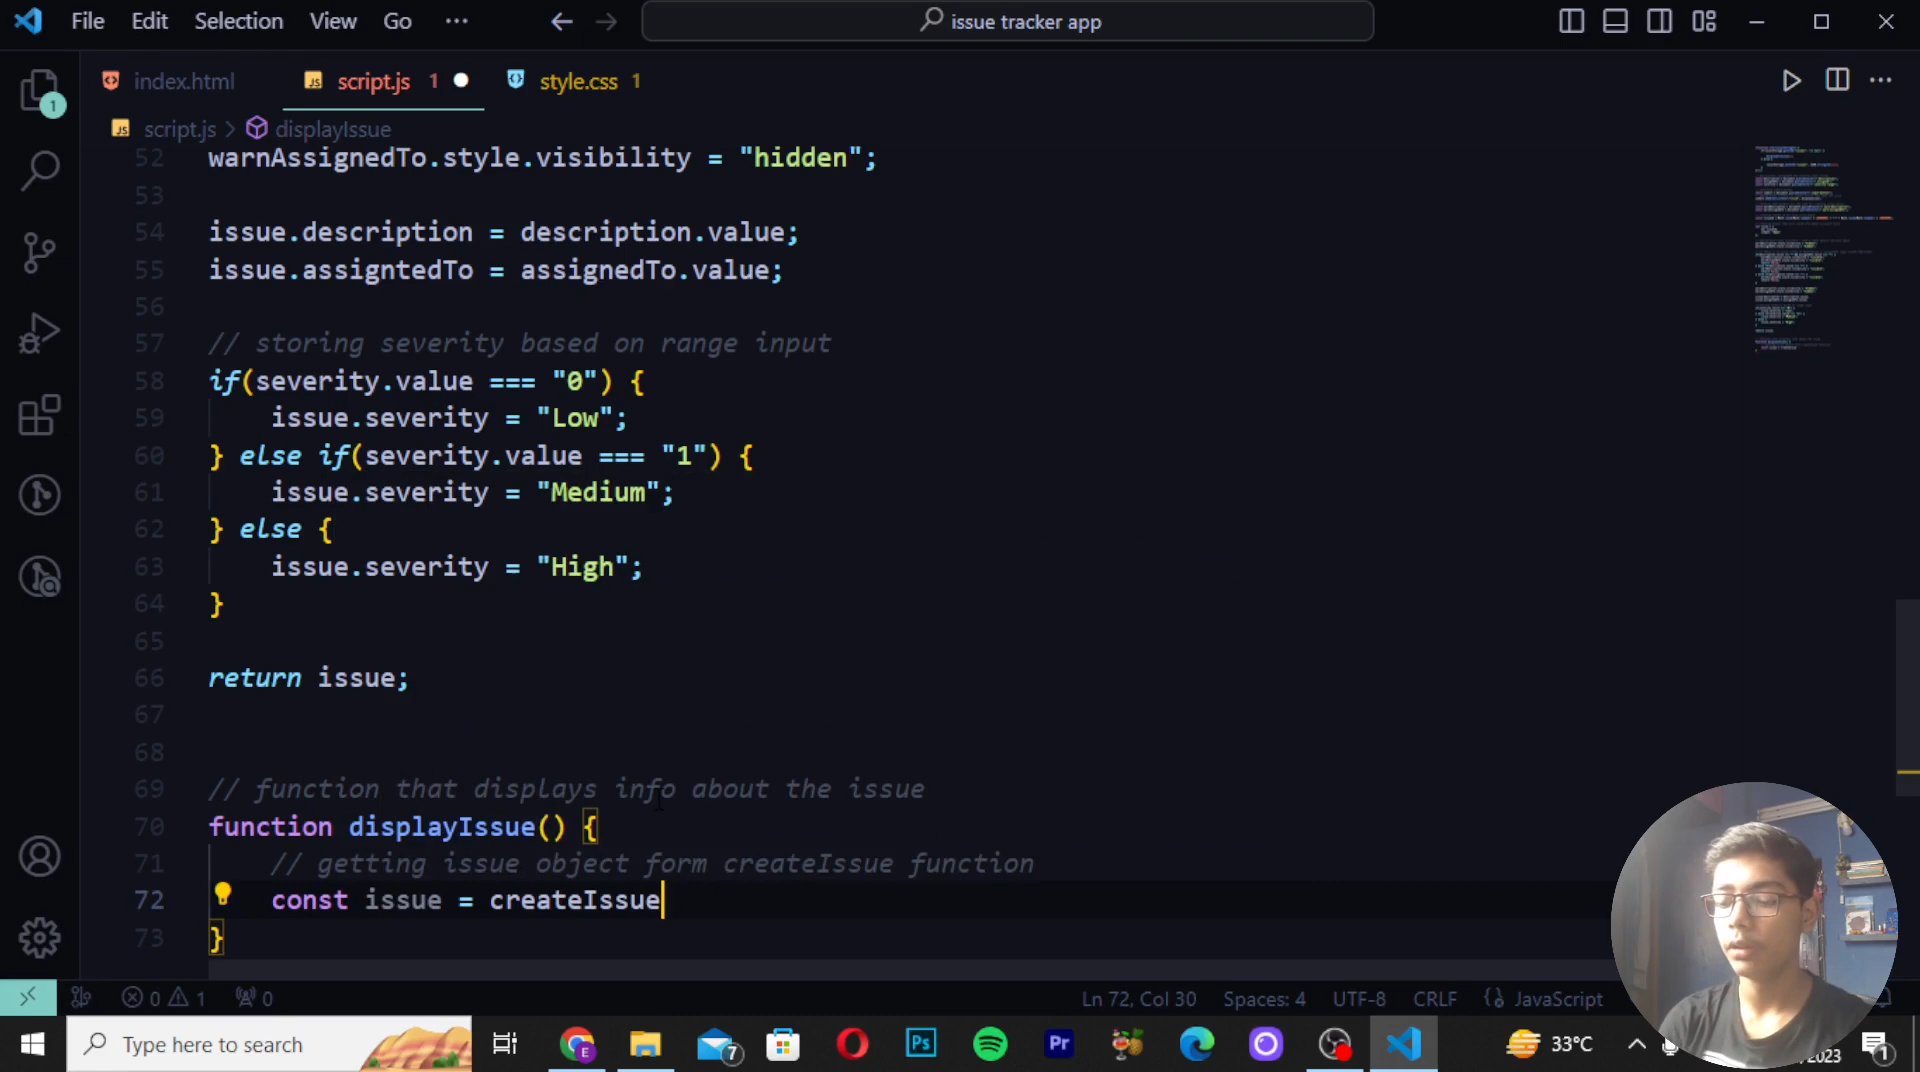 File Edit Selection View Go ··· issue tracker app
index.html script.js 1 style.css 1
script.js > displayIssue
52 warnAssignedTo.style.visibility = "hidden";
53
54 issue.description = description.value;
55 issue.assigntedTo = assignedTo.value;
56
57 // storing severity based on range input
58 if(severity.value === "0") {
59 issue.severity = "Low";
60 } else if(severity.value === "1") {
61 issue.severity = "Medium";
62 } else {
63 issue.severity = "High";
64 }
65
66 return issue;
67
68
69 // function that displays info about the issue
70 function displayIssue() {
71 // getting issue object form createIssue function
72 const issue = createIssue
73 }
1
0 1 0 Ln 72, Col 30 Spaces: 4 UTF-8 CRLF JavaScript
Type here to search 7 E Ps Pr 33°C 2023 1